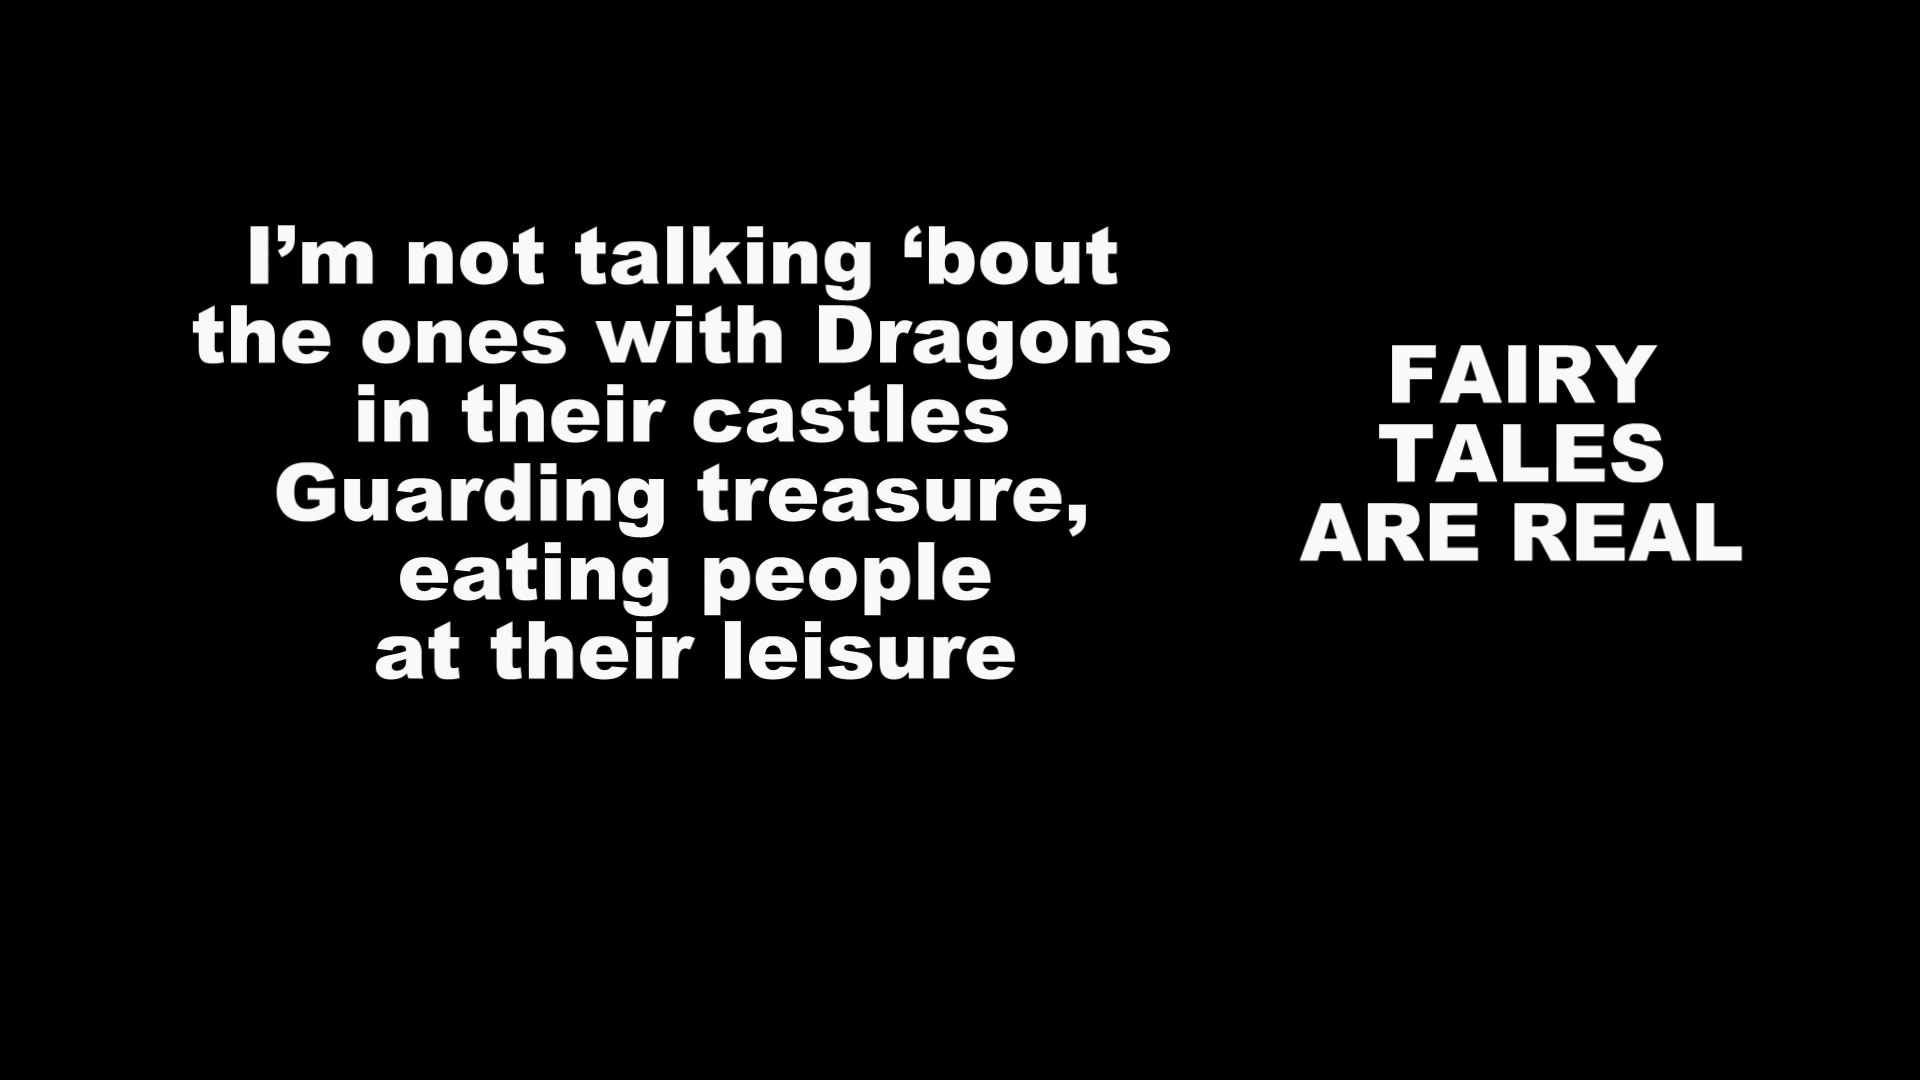 I’m not talking ‘bout
the ones with Dragons
in their castles
Guarding treasure,
eating people
at their leisure
FAIRY
TALES
ARE REAL